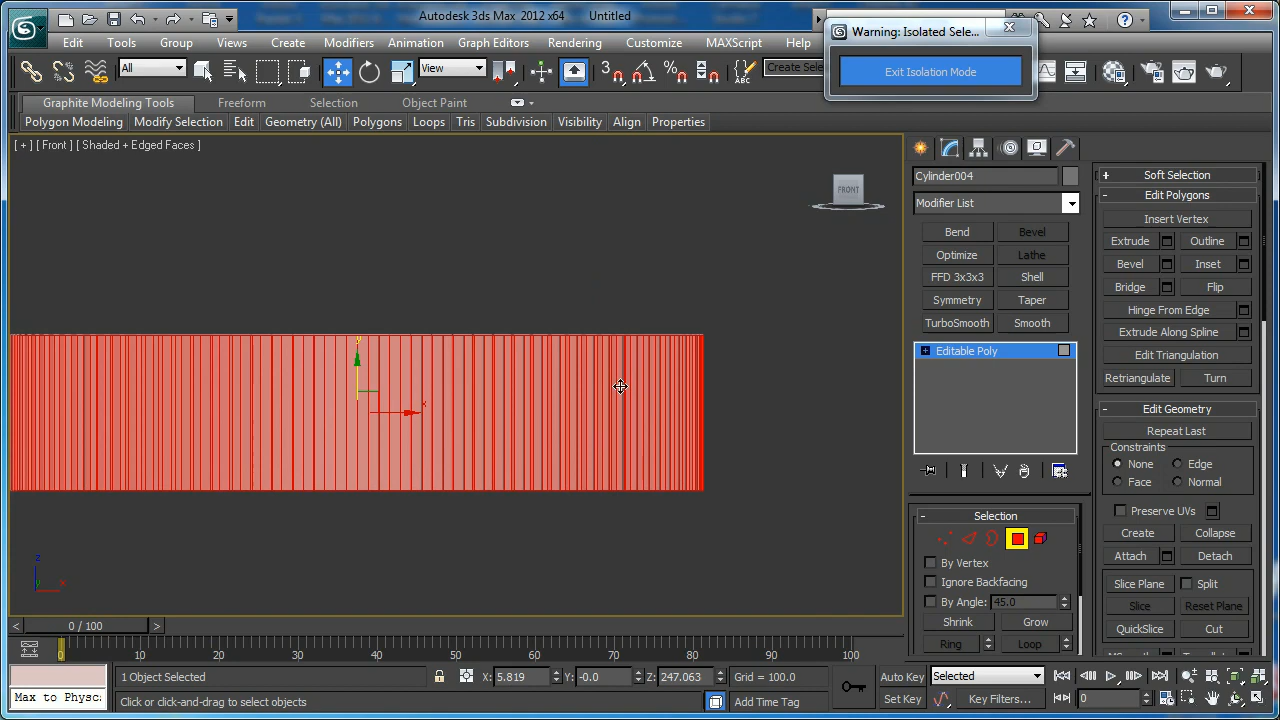 Autodesk 3ds Max 2012 x64 Untitled
Warning: Isolated Sele...
Exit Isolation Mode
Edit Tools Group Views Create Modifiers Animation Graph Editors Rendering Customize MAXScript Help
All View Create Sele
Graphite Modeling Tools Freeform Selection Object Paint
Polygon Modeling Modify Selection Edit Geometry (All) Polygons Loops Tris Subdivision Visibility Align Properties
[ + ] [ Front ] [ Shaded + Edged Faces ]
FRONT
y
x
z
y x
Cylinder004
Modifier List
Bend Bevel
Optimize Lathe
FFD 3x3x3 Shell
Symmetry Taper
TurboSmooth Smooth
+ Editable Poly
- Selection
By Vertex
Ignore Backfacing
By Angle: 45.0
Shrink Grow
Ring Loop
+ Soft Selection
- Edit Polygons
Insert Vertex
Extrude Outline
Bevel Inset
Bridge Flip
Hinge From Edge
Extrude Along Spline
Edit Triangulation
Retriangulate Turn
- Edit Geometry
Repeat Last
Constraints
None Edge
Face Normal
Preserve UVs
Create Collapse
Attach Detach
Slice Plane Split
Slice Reset Plane
QuickSlice Cut
< 0 / 100 >
0 10 20 30 40 50 60 70 80 90 100
1 Object Selected X: 5.819 Y: -0.0 Z: 247.063 Grid = 100.0 Auto Key Selected
Max to Physc
Click or click-and-drag to select objects Add Time Tag Set Key Key Filters... 0